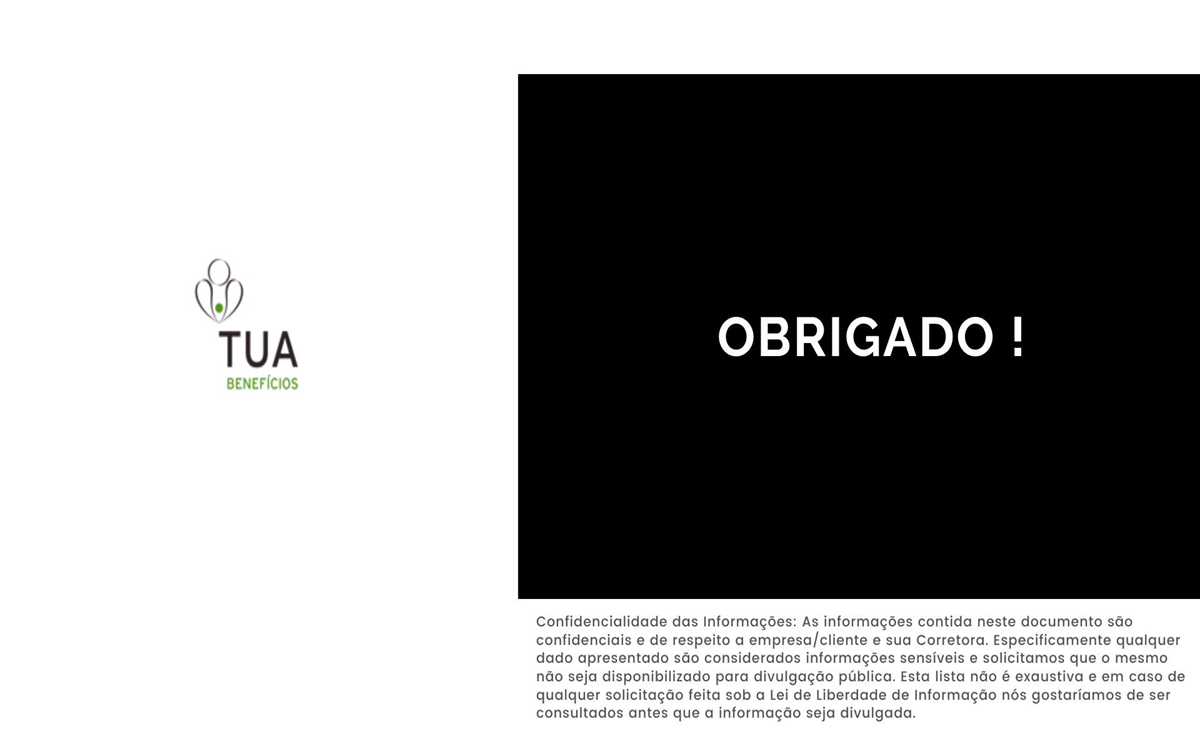 TUA
BENEFÍCIOS
OBRIGADO !
Confidencialidade das Informações: As informações contida neste documento são
confidenciais e de respeito a empresa/cliente e sua Corretora. Especificamente qualquer
dado apresentado são considerados informações sensíveis e solicitamos que o mesmo
não seja disponibilizado para divulgação pública. Esta lista não é exaustiva e em caso de
qualquer solicitação feita sob a Lei de Liberdade de Informação nós gostaríamos de ser
consultados antes que a informação seja divulgada.